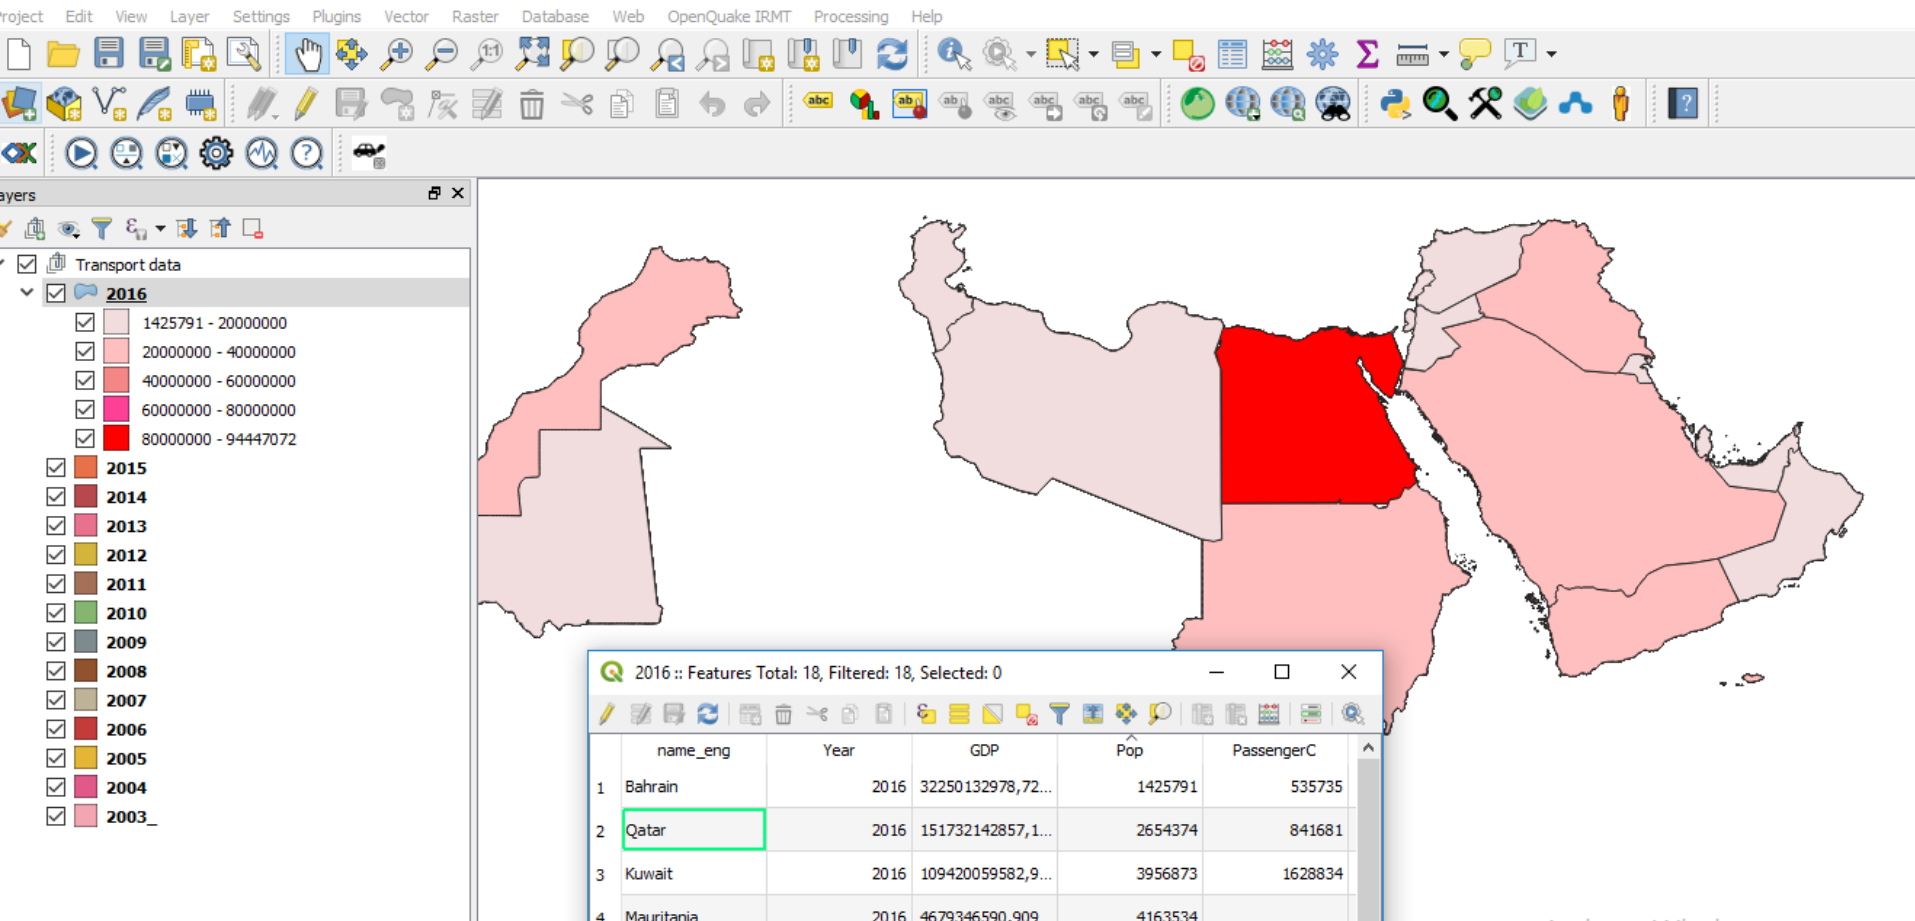 roject Edit View Layer Settings Plugins Vector Raster Database Web OpenQuake IRMT Processing Help
1:1
T
abc abc
ayers
Transport data
2016
1425791 - 20000000
20000000 - 40000000
40000000 - 60000000
60000000 - 80000000
80000000 - 94447072
2015
2014
2013
2012
2011
2010
2009
2008
2007
2006
2005
2004
2003_
2016 :: Features Total: 18, Filtered: 18, Selected: 0
name_eng Year GDP Pop PassengerC
1 Bahrain 2016 32250132978,72... 1425791 535735
2 Qatar 2016 151732142857,1... 2654374 841681
3 Kuwait 2016 109420059582,9... 3956873 1628834
4 Mauritania 2016 4679346590,909 4163534